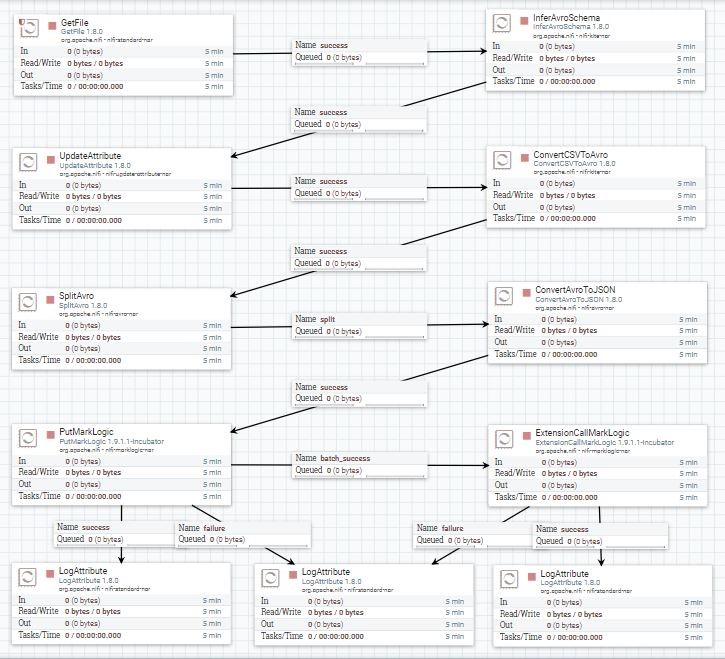 GetFile
GetFile 1.8.0
org.apache.nifi - nifi-standard-nar
In 0 (0 bytes) 5 min
Read/Write 0 bytes / 0 bytes 5 min
Out 0 (0 bytes) 5 min
Tasks/Time 0 / 00:00:00.000 5 min
Name success
Queued 0 (0 bytes)
InferAvroSchema
InferAvroSchema 1.8.0
org.apache.nifi - nifi-kite-nar
In 0 (0 bytes) 5 min
Read/Write 0 bytes / 0 bytes 5 min
Out 0 (0 bytes) 5 min
Tasks/Time 0 / 00:00:00.000 5 min
Name success
Queued 0 (0 bytes)
UpdateAttribute
UpdateAttribute 1.8.0
org.apache.nifi - nifi-update-attribute-nar
In 0 (0 bytes) 5 min
Read/Write 0 bytes / 0 bytes 5 min
Out 0 (0 bytes) 5 min
Tasks/Time 0 / 00:00:00.000 5 min
Name success
Queued 0 (0 bytes)
ConvertCSVToAvro
ConvertCSVToAvro 1.8.0
org.apache.nifi - nifi-kite-nar
In 0 (0 bytes) 5 min
Read/Write 0 bytes / 0 bytes 5 min
Out 0 (0 bytes) 5 min
Tasks/Time 0 / 00:00:00.000 5 min
Name success
Queued 0 (0 bytes)
SplitAvro
SplitAvro 1.8.0
org.apache.nifi - nifi-avro-nar
In 0 (0 bytes) 5 min
Read/Write 0 bytes / 0 bytes 5 min
Out 0 (0 bytes) 5 min
Tasks/Time 0 / 00:00:00.000 5 min
Name split
Queued 0 (0 bytes)
ConvertAvroToJSON
ConvertAvroToJSON 1.8.0
org.apache.nifi - nifi-avro-nar
In 0 (0 bytes) 5 min
Read/Write 0 bytes / 0 bytes 5 min
Out 0 (0 bytes) 5 min
Tasks/Time 0 / 00:00:00.000 5 min
Name success
Queued 0 (0 bytes)
PutMarkLogic
PutMarkLogic 1.9.1.1-incubator
org.apache.nifi - nifi-marklogic-nar
In 0 (0 bytes) 5 min
Read/Write 0 bytes / 0 bytes 5 min
Out 0 (0 bytes) 5 min
Tasks/Time 0 / 00:00:00.000 5 min
Name batch_success
Queued 0 (0 bytes)
ExtensionCallMarkLogic
ExtensionCallMarkLogic 1.9.1.1-incubator
org.apache.nifi - nifi-marklogic-nar
In 0 (0 bytes) 5 min
Read/Write 0 bytes / 0 bytes 5 min
Out 0 (0 bytes) 5 min
Tasks/Time 0 / 00:00:00.000 5 min
Name success
Queued 0 (0 bytes)
Name failure
Queued 0 (0 bytes)
Name failure
Queued 0 (0 bytes)
Name success
Queued 0 (0 bytes)
LogAttribute
LogAttribute 1.8.0
org.apache.nifi - nifi-standard-nar
In 0 (0 bytes) 5 min
Read/Write 0 bytes / 0 bytes 5 min
Out 0 (0 bytes) 5 min
Tasks/Time 0 / 00:00:00.000 5 min
LogAttribute
LogAttribute 1.8.0
org.apache.nifi - nifi-standard-nar
In 0 (0 bytes) 5 min
Read/Write 0 bytes / 0 bytes 5 min
Out 0 (0 bytes) 5 min
Tasks/Time 0 / 00:00:00.000 5 min
LogAttribute
LogAttribute 1.8.0
org.apache.nifi - nifi-standard-nar
In 0 (0 bytes) 5 min
Read/Write 0 bytes / 0 bytes 5 min
Out 0 (0 bytes) 5 min
Tasks/Time 0 / 00:00:00.000 5 min